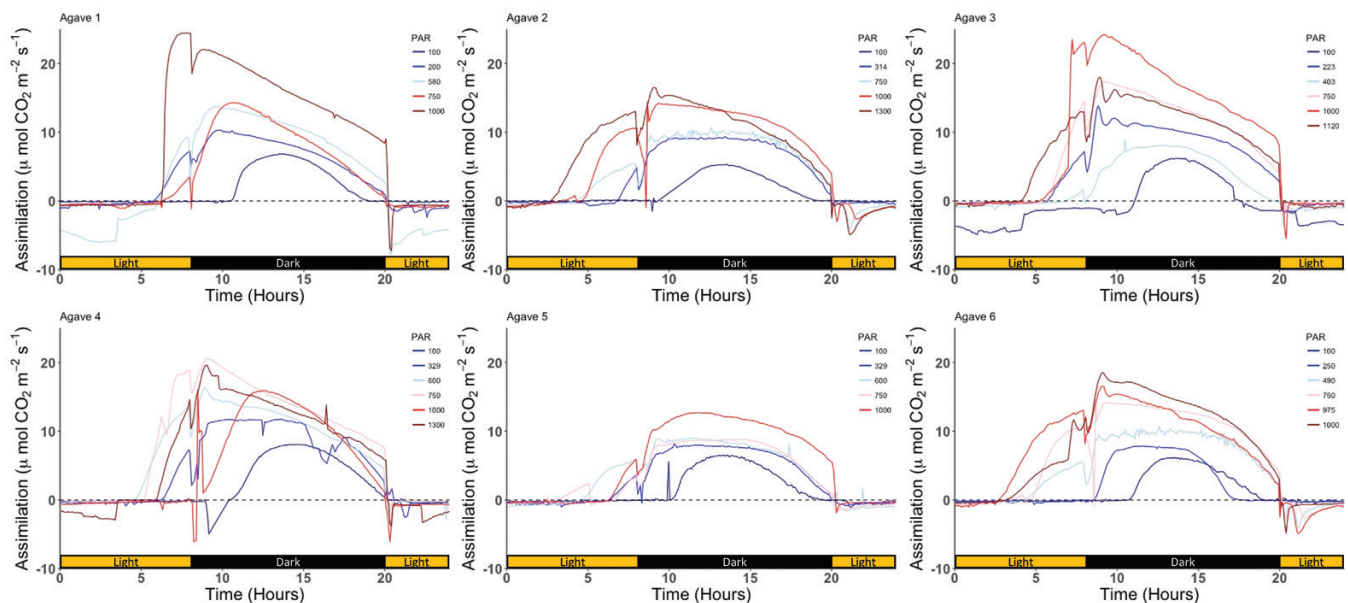 Agave 1
PAR
100
200
580
750
1000
Assimilation (μ mol CO₂ m⁻² s⁻¹)
20
10
0
-10
Light
Dark
Light
0
5
10
15
20
Time (Hours)
Agave 2
PAR
100
314
750
1000
1300
Assimilation (μ mol CO₂ m⁻² s⁻¹)
20
10
0
-10
Light
Dark
Light
0
5
10
15
20
Time (Hours)
Agave 3
PAR
100
223
403
750
1000
1120
Assimilation (μ mol CO₂ m⁻² s⁻¹)
20
10
0
-10
Light
Dark
Light
0
5
10
15
20
Time (Hours)
Agave 4
PAR
100
329
600
750
1000
1300
Assimilation (μ mol CO₂ m⁻² s⁻¹)
20
10
0
-10
Light
Dark
Light
0
5
10
15
20
Time (Hours)
Agave 5
PAR
100
329
600
750
1000
Assimilation (μ mol CO₂ m⁻² s⁻¹)
20
10
0
-10
Light
Dark
Light
0
5
10
15
20
Time (Hours)
Agave 6
PAR
100
250
490
750
975
1000
Assimilation (μ mol CO₂ m⁻² s⁻¹)
20
10
0
-10
Light
Dark
Light
0
5
10
15
20
Time (Hours)